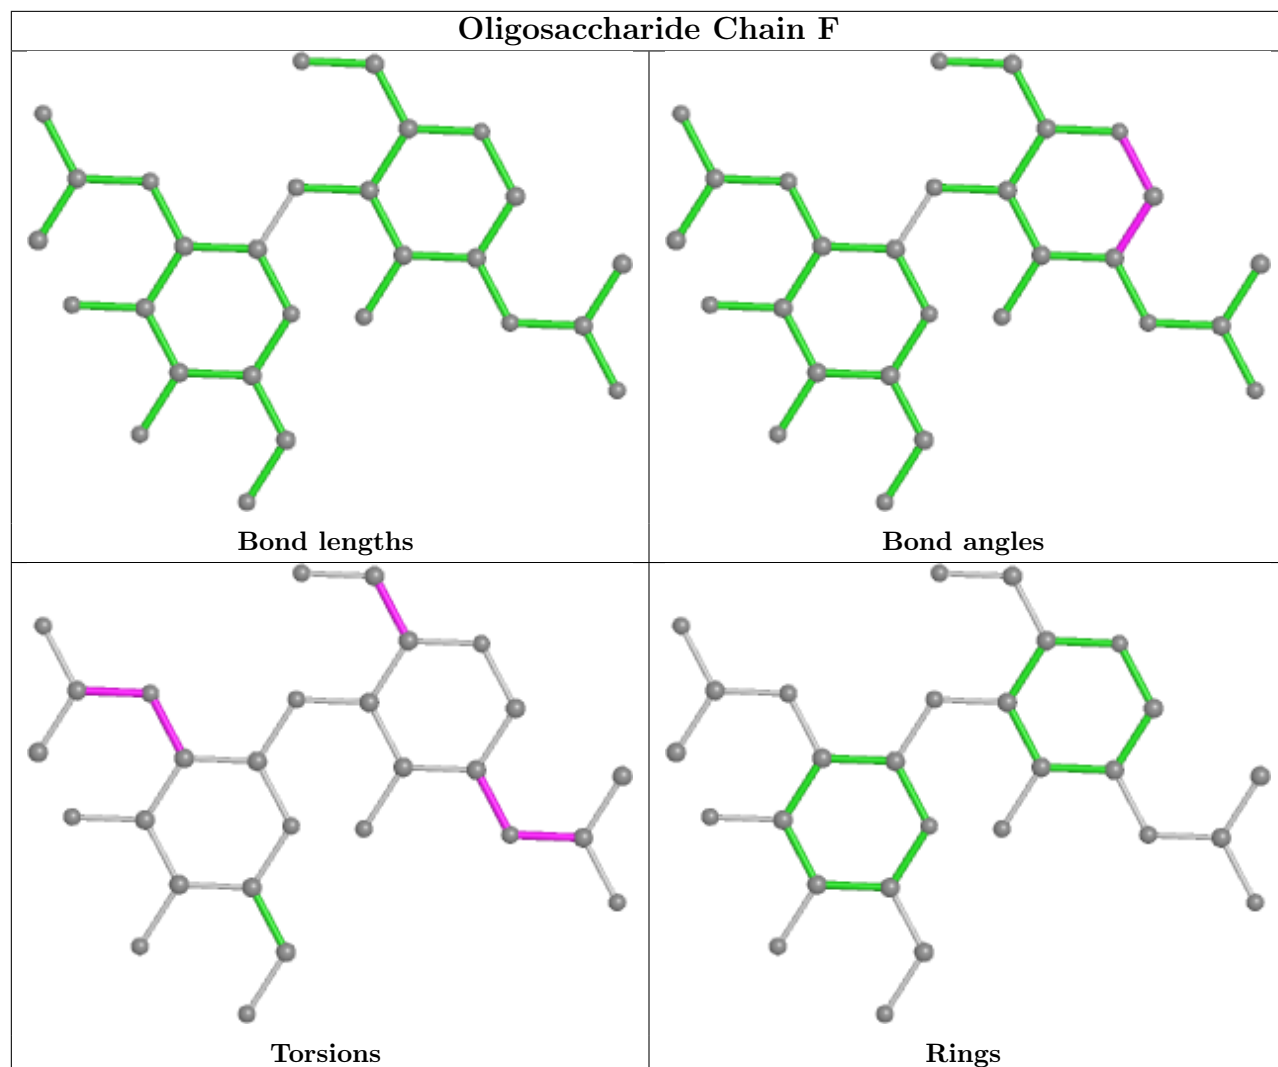 Oligosaccharide Chain F
Bond lengths
Bond angles
Torsions
Rings